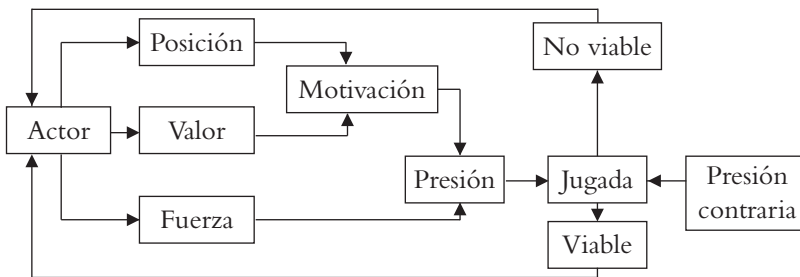 Posición
No viable
Motivación
Actor
Valor
Presión
Jugada
Presión
contraria
Fuerza
Viable